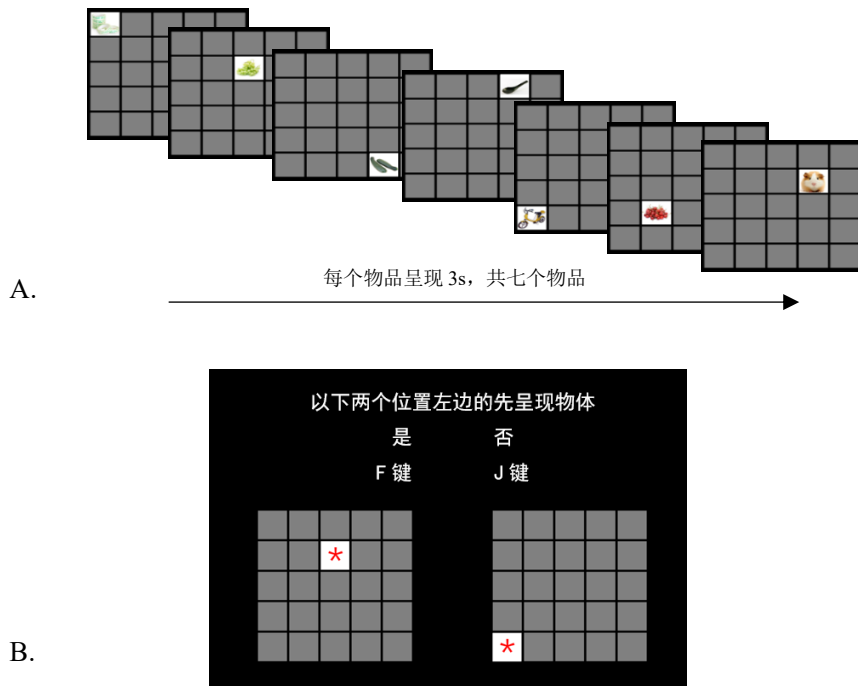 每个物品呈现 3s，共七个物品
A.
以下两个位置左边的先呈现物体
是 否
F 键 J 键
* *
B.